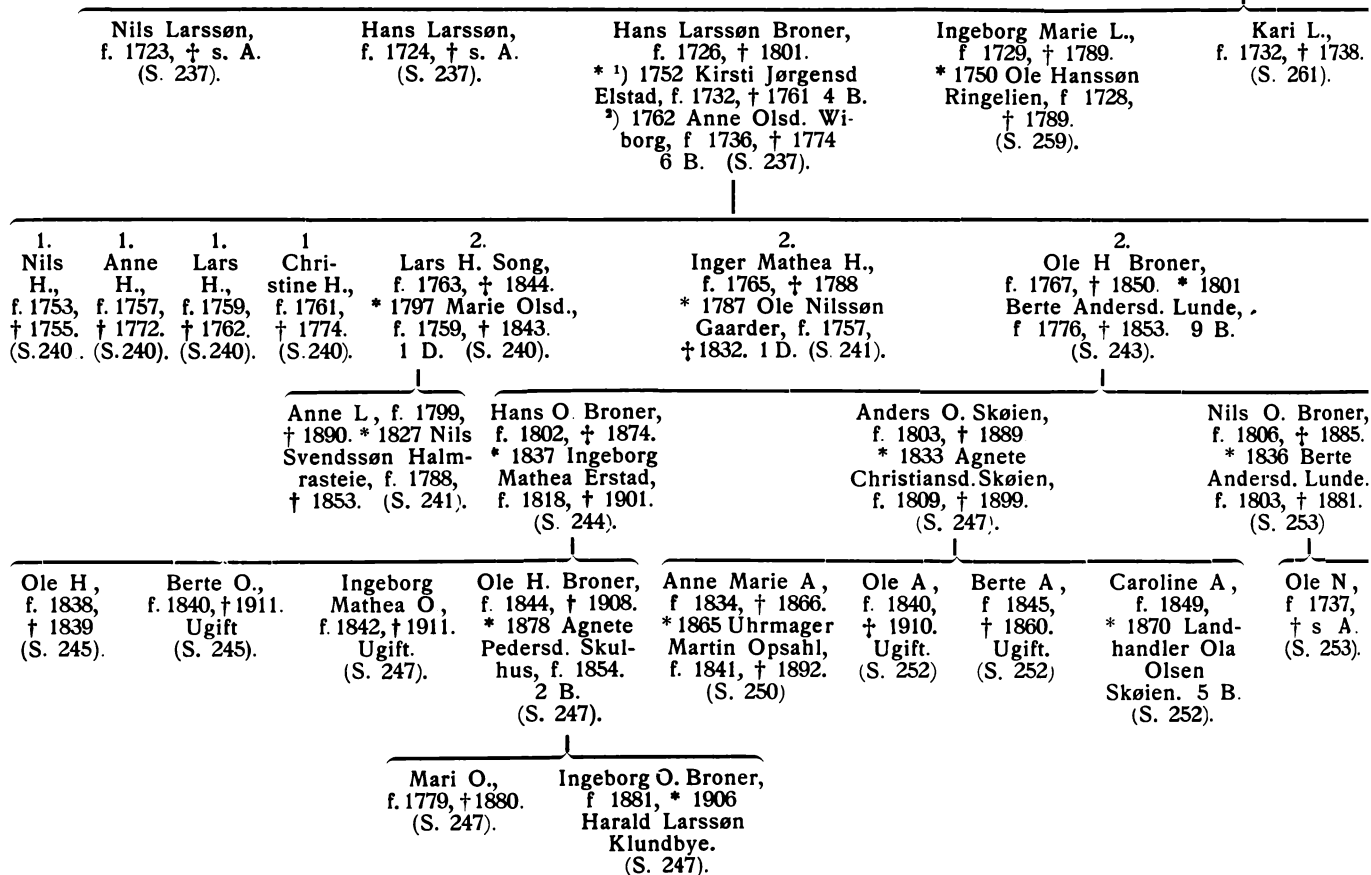 Nils Larssøn,
f. 1723, † s. A.
(S. 237).
Hans Larssøn,
f. 1724, † s. A.
(S. 237).
Hans Larssøn Broner,
f. 1726, † 1801.
* ¹) 1752 Kirsti Jørgensd
Elstad, f. 1732, † 1761 4 B.
²) 1762 Anne Olsd. Wi-
borg, f 1736, † 1774
6 B. (S. 237).
Ingeborg Marie L.,
f 1729, † 1789.
* 1750 Ole Hanssøn
Ringelien, f 1728,
† 1789.
(S. 259).
Kari L.,
f. 1732, † 1738.
(S. 261).
1.
Nils
H.,
f. 1753,
† 1755.
(S. 240 .
1.
Anne
H.,
f. 1757,
† 1772.
(S. 240).
1.
Lars
H.,
f. 1759,
† 1762.
(S. 240).
1
Chri-
stine H.,
f. 1761,
† 1774.
(S. 240).
2.
Lars H. Song,
f. 1763, † 1844.
* 1797 Marie Olsd.,
f. 1759, † 1843.
1 D. (S. 240).
2.
Inger Mathea H.,
f. 1765, † 1788
* 1787 Ole Nilssøn
Gaarder, f. 1757,
† 1832. 1 D. (S. 241).
2.
Ole H Broner,
f. 1767, † 1850. * 1801
Berte Andersd. Lunde,
f 1776, † 1853. 9 B.
(S. 243).
Anne L , f. 1799,
† 1890. * 1827 Nils
Svendssøn Halm-
rasteie, f. 1788,
† 1853. (S. 241).
Hans O Broner,
f. 1802, † 1874.
* 1837 Ingeborg
Mathea Erstad,
f. 1818, † 1901.
(S. 244).
Anders O. Skøien,
f. 1803, † 1889
* 1833 Agnete
Christiansd. Skøien,
f. 1809, † 1899.
(S. 247).
Nils O. Broner,
f. 1806, † 1885.
* 1836 Berte
Andersd. Lunde.
f. 1803, † 1881.
(S. 253)
Ole H ,
f. 1838,
† 1839
(S. 245).
Berte O.,
f. 1840, † 1911.
Ugift
(S. 245).
Ingeborg
Mathea O ,
f. 1842, † 1911.
Ugift.
(S. 247).
Ole H. Broner,
f. 1844, † 1908.
* 1878 Agnete
Pedersd. Skul-
hus, f. 1854.
2 B.
(S. 247).
Anne Marie A ,
f 1834, † 1866.
* 1865 Uhrmager
Martin Opsahl,
f. 1841, † 1892.
(S. 250)
Ole A ,
f. 1840,
† 1910.
Ugift.
(S. 252)
Berte A ,
f 1845,
† 1860.
Ugift.
(S. 252)
Caroline A ,
f. 1849,
* 1870 Land-
handler Ola
Olsen
Skøien. 5 B.
(S. 252).
Ole N ,
f 1737,
† s A.
(S. 253).
Mari O.,
f. 1779, † 1880.
(S. 247).
Ingeborg O. Broner,
f 1881, * 1906
Harald Larssøn
Klundbye.
(S. 247).